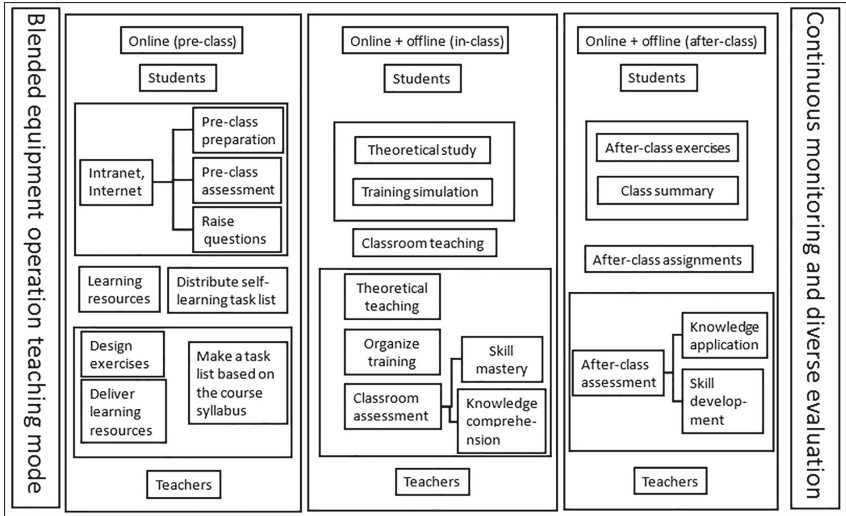 Blended equipment operation teaching mode
Online (pre-class)
Students
Intranet,
Internet
Pre-class
preparation
Pre-class
assessment
Raise
questions
Learning
resources
Distribute self-
learning task list
Design
exercises
Deliver
learning
resources
Make a task
list based on
the course
syllabus
Teachers
Online + offline (in-class)
Students
Theoretical study
Training simulation
Classroom teaching
Theoretical
teaching
Organize
training
Classroom
assessment
Skill
mastery
Knowledge
comprehe-
nsion
Teachers
Online + offline (after-class)
Students
After-class exercises
Class summary
After-class assignments
After-class
assessment
Knowledge
application
Skill
develop-
ment
Teachers
Continuous monitoring and diverse evaluation